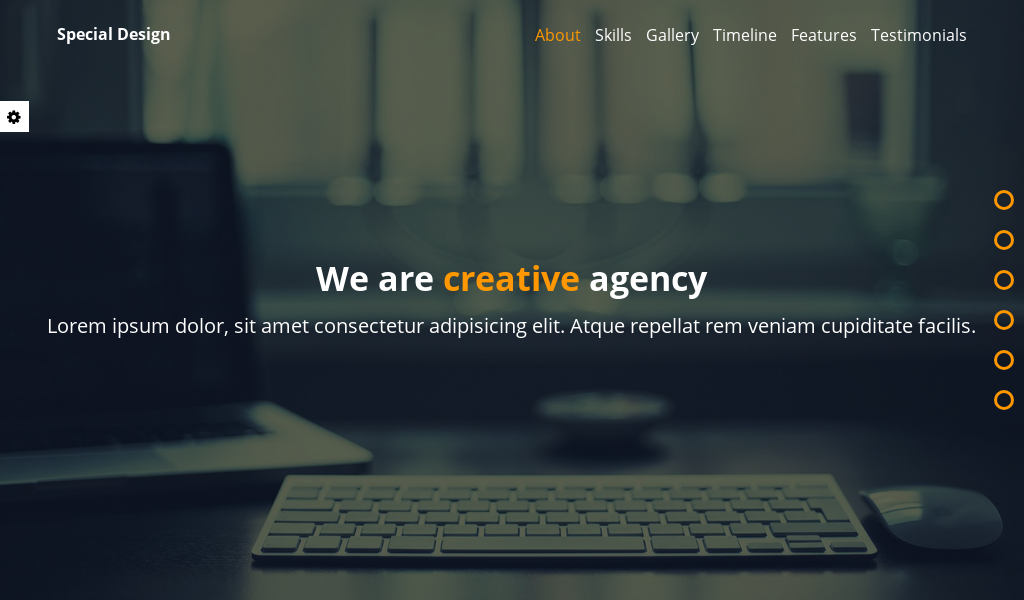 Special Design
About Skills Gallery Timeline Features Testimonials
We are creative agency
Lorem ipsum dolor, sit amet consectetur adipisicing elit. Atque repellat rem veniam cupiditate facilis.